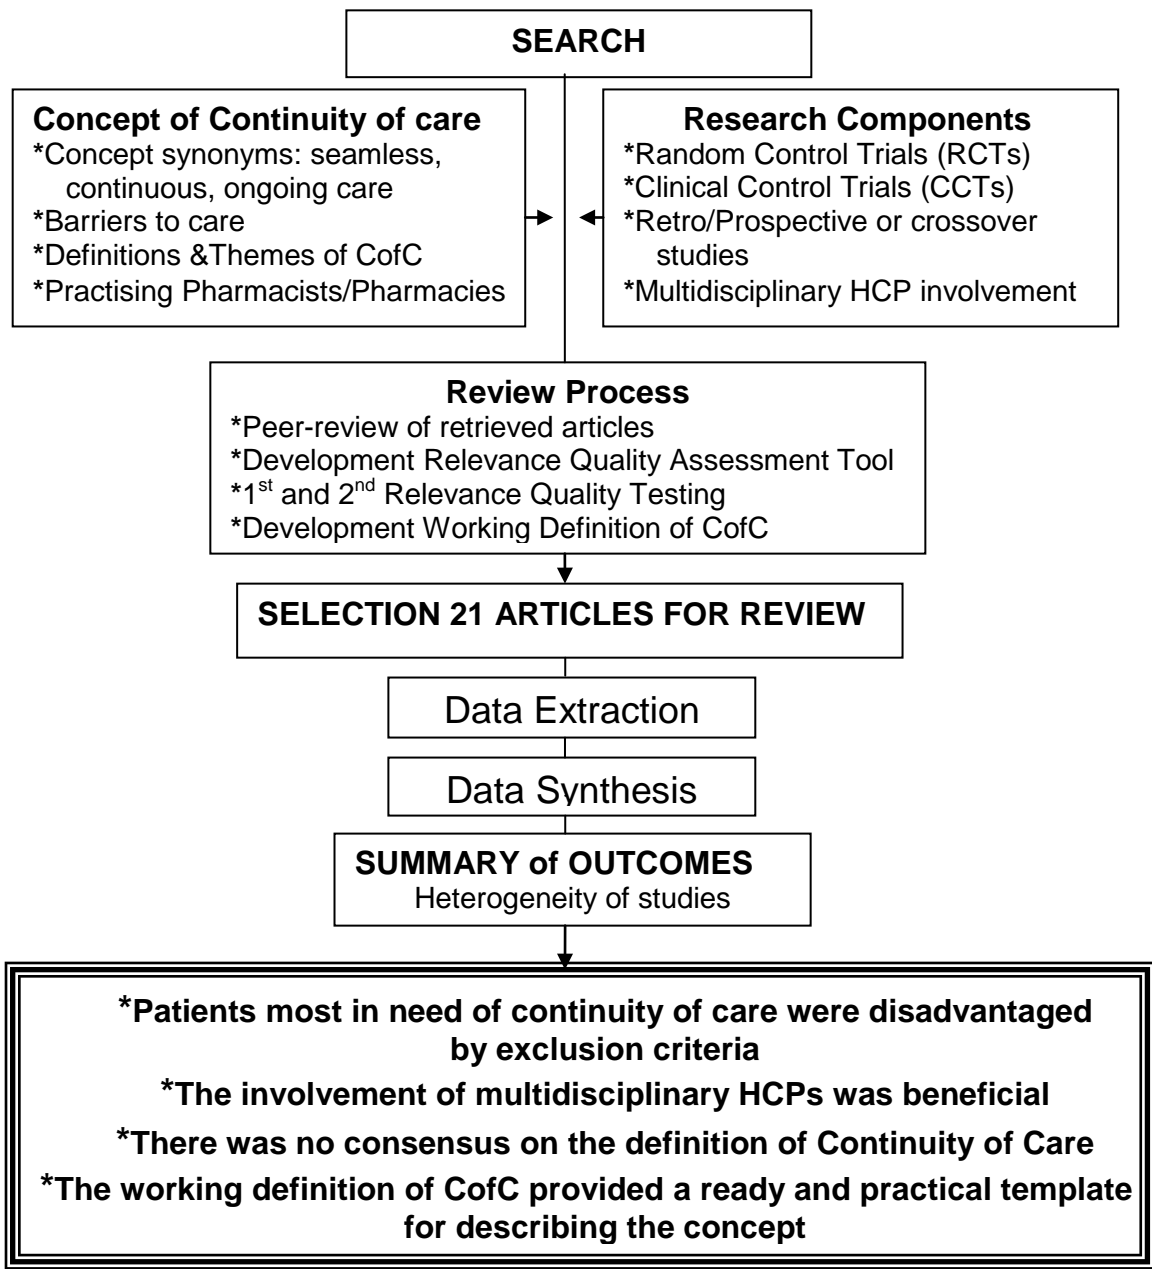 SEARCH
Concept of Continuity of care
*Concept synonyms: seamless,
continuous, ongoing care
*Barriers to care
*Definitions &Themes of CofC
*Practising Pharmacists/Pharmacies
Research Components
*Random Control Trials (RCTs)
*Clinical Control Trials (CCTs)
*Retro/Prospective or crossover
studies
*Multidisciplinary HCP involvement
Review Process
*Peer-review of retrieved articles
*Development Relevance Quality Assessment Tool
*1st and 2nd Relevance Quality Testing
*Development Working Definition of CofC
SELECTION 21 ARTICLES FOR REVIEW
Data Extraction
Data Synthesis
SUMMARY of OUTCOMES
Heterogeneity of studies
*Patients most in need of continuity of care were disadvantaged
by exclusion criteria
*The involvement of multidisciplinary HCPs was beneficial
*There was no consensus on the definition of Continuity of Care
*The working definition of CofC provided a ready and practical template
for describing the concept